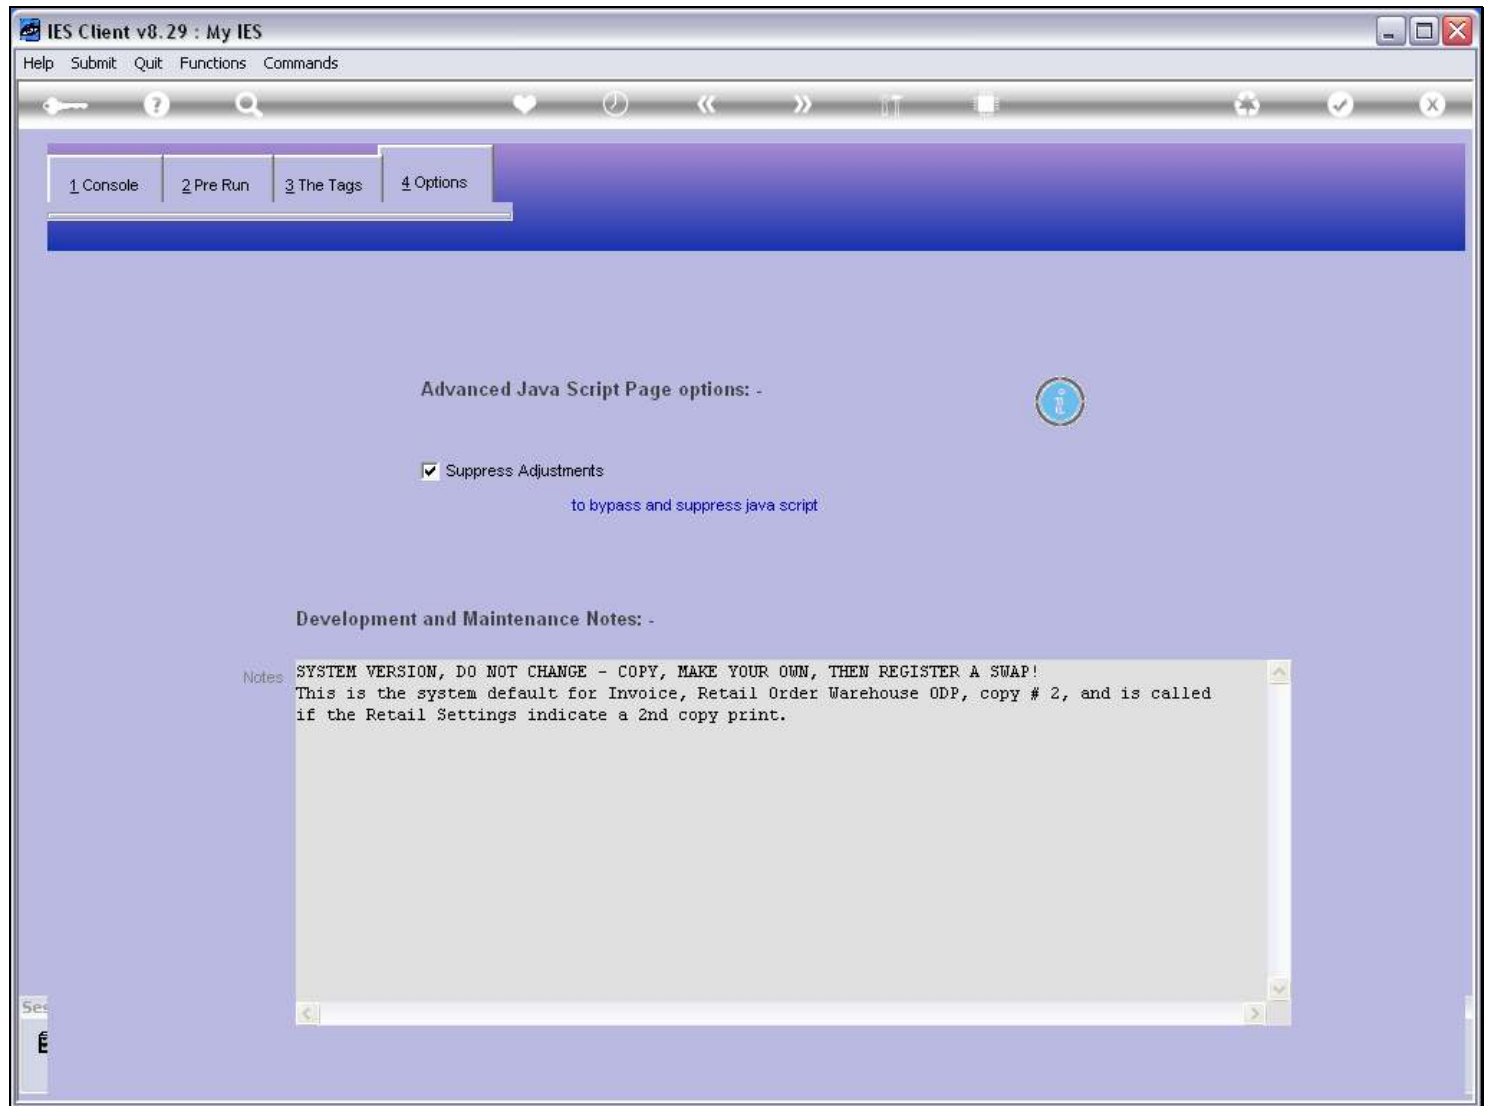 IES Client v8.29 : My IES
Help Submit Quit Functions Commands
1 Console 2 Pre Run 3 The Tags 4 Options
Advanced Java Script Page options: -
Suppress Adjustments
to bypass and suppress java script
Development and Maintenance Notes: -
Notes
SYSTEM VERSION, DO NOT CHANGE - COPY, MAKE YOUR OWN, THEN REGISTER A SWAP!
This is the system default for Invoice, Retail Order Warehouse ODP, copy # 2, and is called
if the Retail Settings indicate a 2nd copy print.
Ses